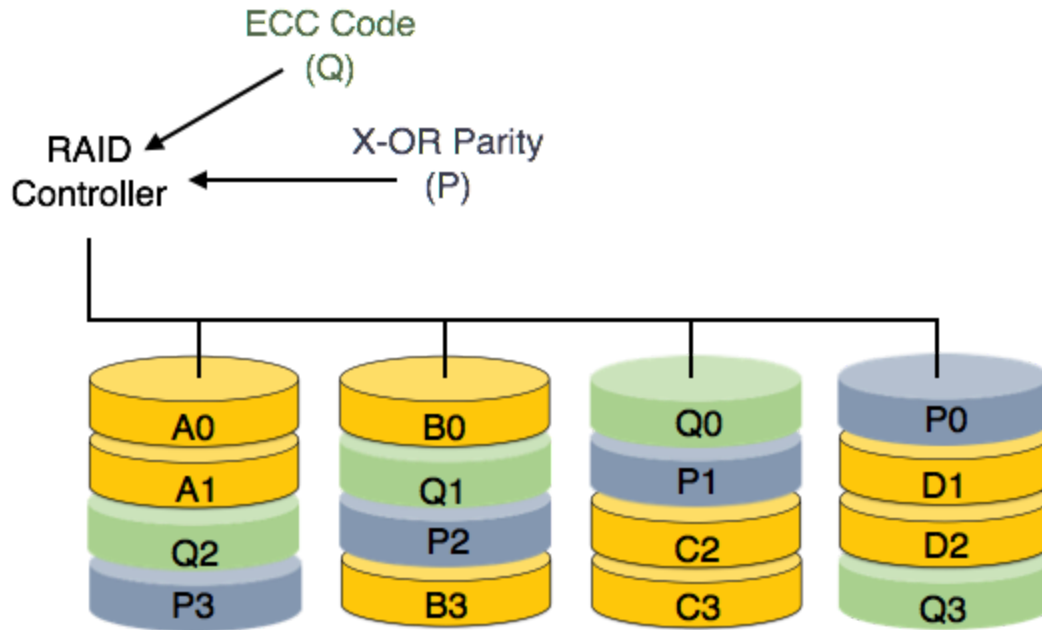 ECC Code
(Q)
X-OR Parity
(P)
RAID
Controller
A0 B0 Q0 P0
A1 Q1 P1 D1
Q2 P2 C2 D2
P3 B3 C3 Q3